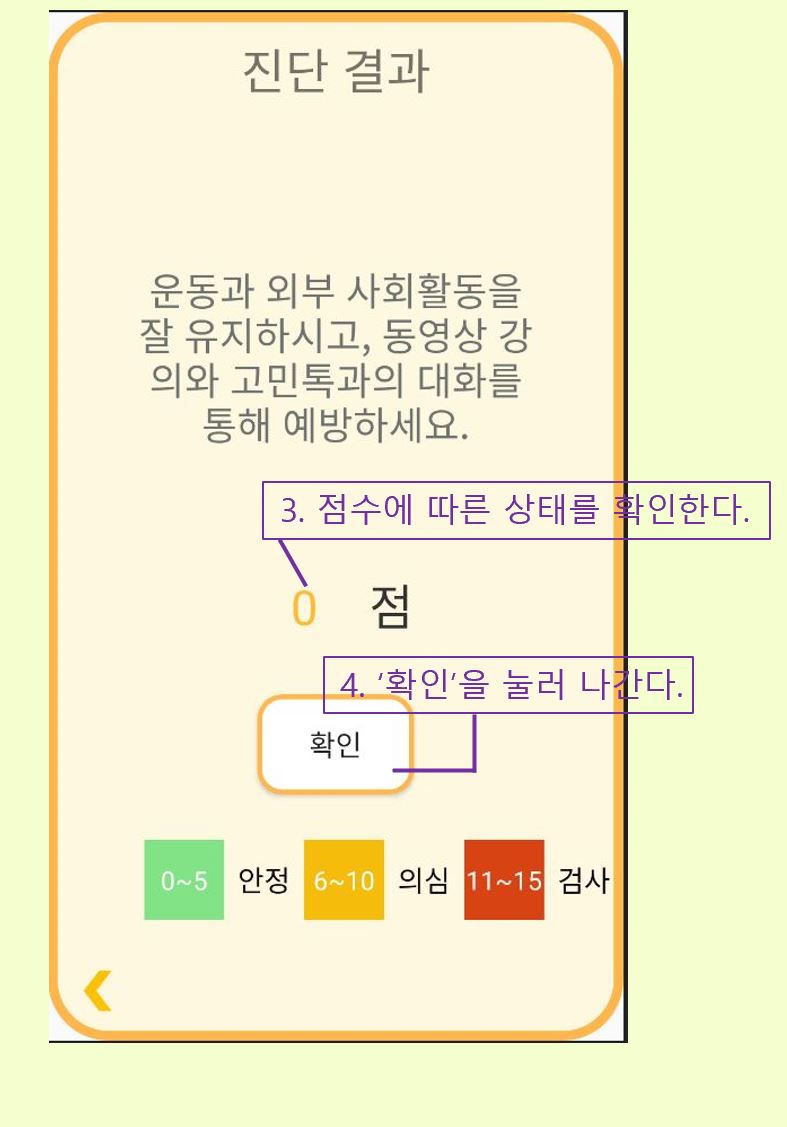 진단 결과
운동과 외부 사회활동을
잘 유지하시고, 동영상 강
의와 고민톡과의 대화를
통해 예방하세요.
3. 점수에 따른 상태를 확인한다.
0 점
4. '확인'을 눌러 나간다.
확인
0~5 안정 6~10 의심 11~15 검사